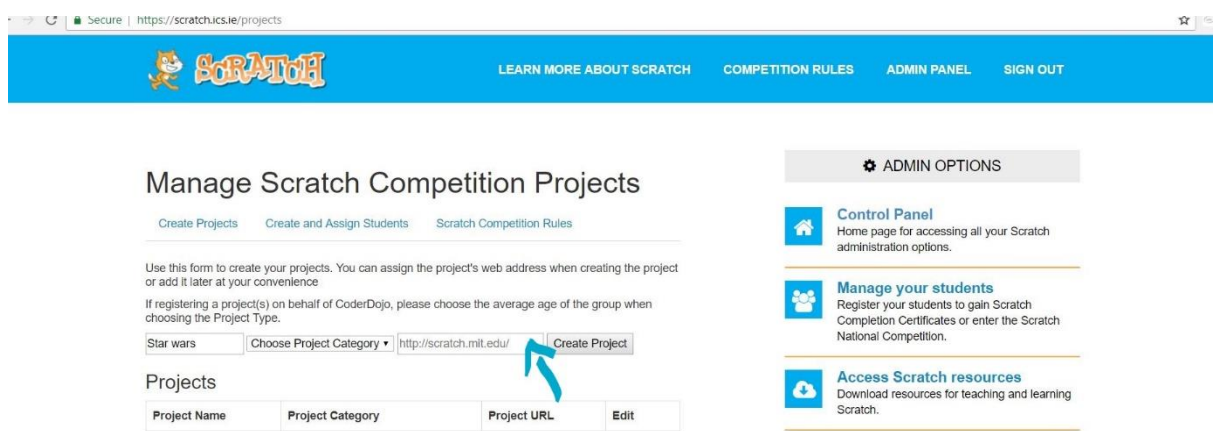 Secure | https://scratch.ics.ie/projects
SCRATCH
LEARN MORE ABOUT SCRATCH COMPETITION RULES ADMIN PANEL SIGN OUT
Manage Scratch Competition Projects
Create Projects Create and Assign Students Scratch Competition Rules
Use this form to create your projects. You can assign the project's web address when creating the project
or add it later at your convenience
If registering a project(s) on behalf of CoderDojo, please choose the average age of the group when
choosing the Project Type.
Star wars Choose Project Category http://scratch.mit.edu/ Create Project
Projects
Project Name Project Category Project URL Edit
ADMIN OPTIONS
Control Panel
Home page for accessing all your Scratch
administration options.
Manage your students
Register your students to gain Scratch
Completion Certificates or enter the Scratch
National Competition.
Access Scratch resources
Download resources for teaching and learning
Scratch.